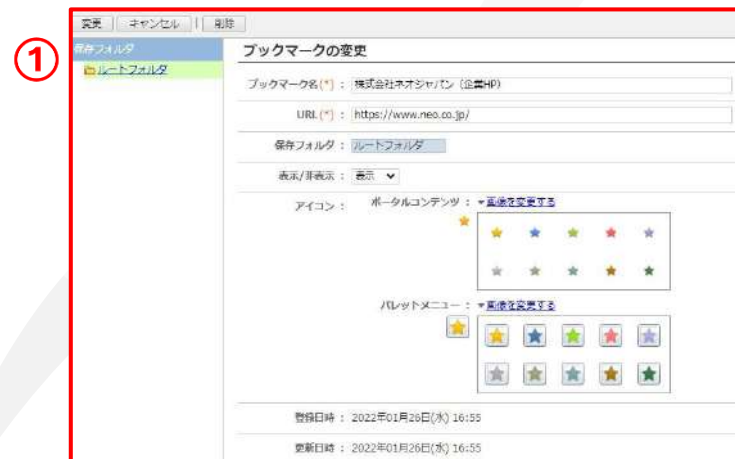 変更 キャンセル 削除
①
保存フォルダ
ルートフォルダ
ブックマークの変更
ブックマーク名(*) : 株式会社ネオジャパン (企業HP)
URL(*) : https://www.neo.co.jp/
保存フォルダ : ルートフォルダ
表示/非表示 : 表示
アイコン : ポータルコンテンツ : 画像を変更する
パレットメニュー : 画像を変更する
登録日時 : 2022年01月26日(水) 16:55
更新日時 : 2022年01月26日(水) 16:55